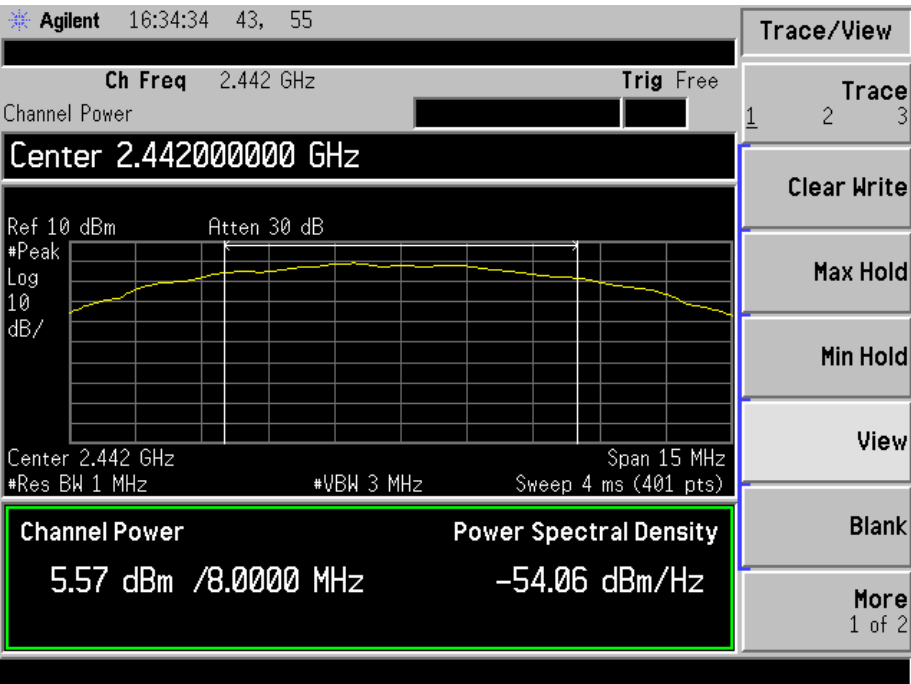 Agilent 16:34:34 43, 55
Trace/View
Ch Freq 2.442 GHz Trig Free
Channel Power
Center 2.442000000 GHz
Ref 10 dBm Atten 30 dB
#Peak
Log
10
dB/
Center 2.442 GHz Span 15 MHz
#Res BW 1 MHz #VBW 3 MHz Sweep 4 ms (401 pts)
Channel Power Power Spectral Density
5.57 dBm /8.0000 MHz -54.06 dBm/Hz
Trace
1 2 3
Clear Write
Max Hold
Min Hold
View
Blank
More
1 of 2